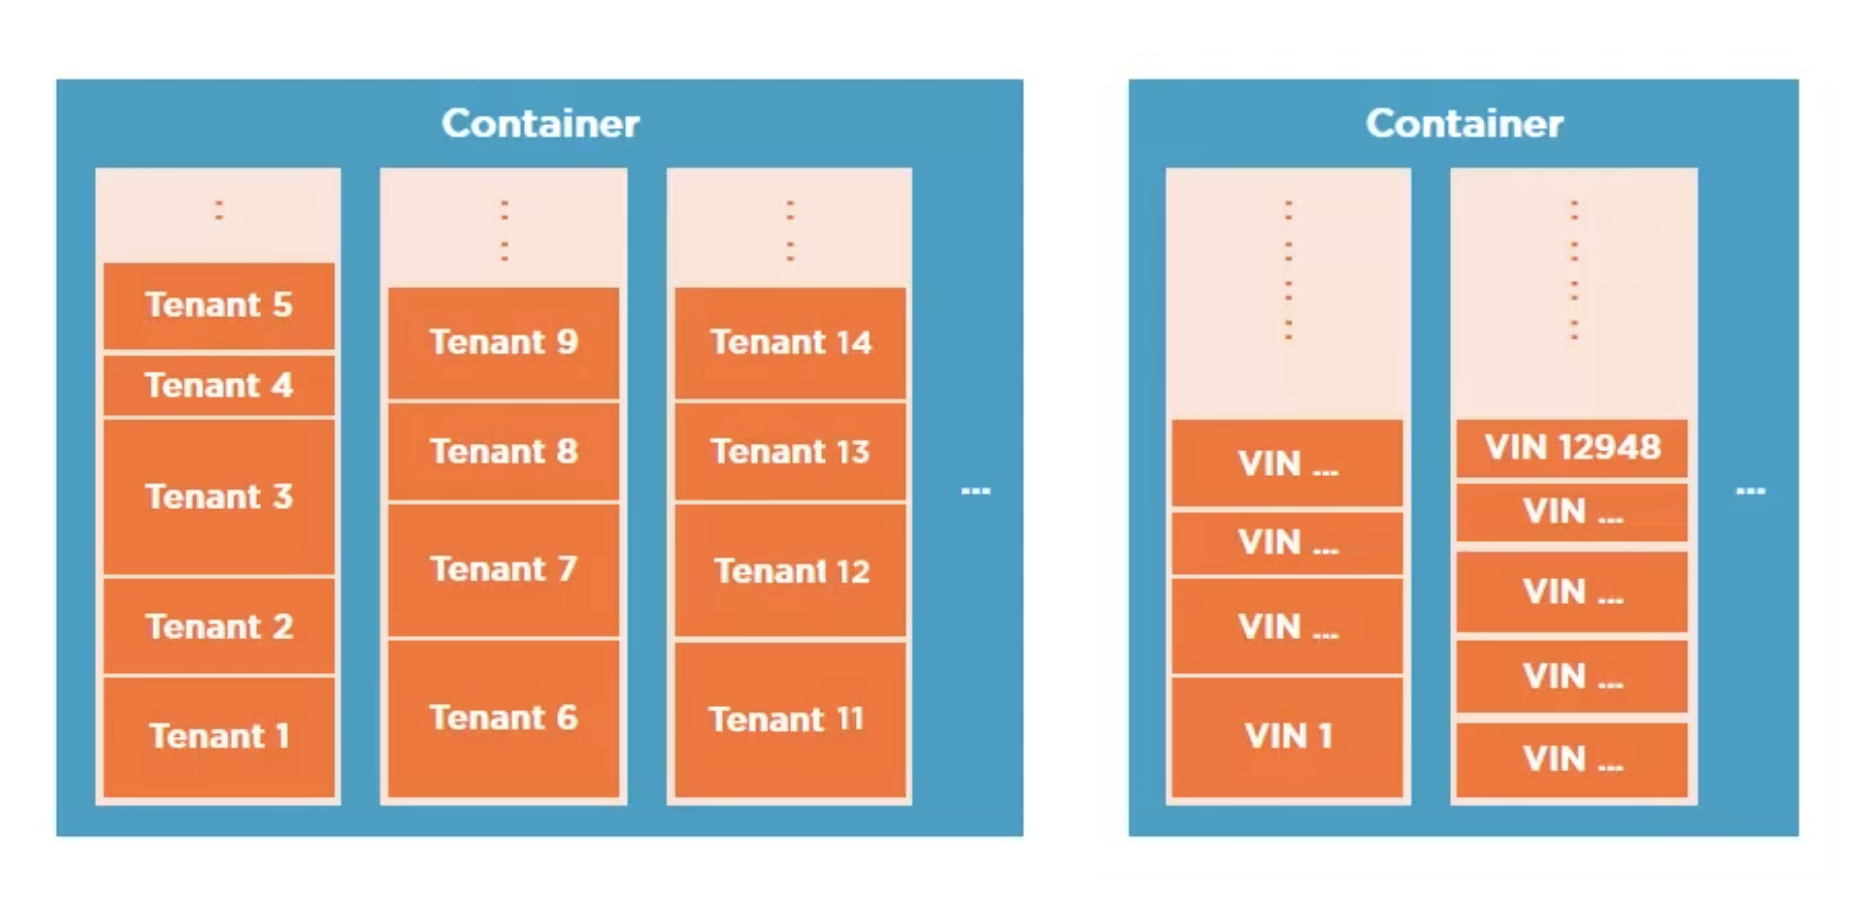 Container
Tenant 5
Tenant 4
Tenant 3
Tenant 2
Tenant 1
Tenant 9
Tenant 8
Tenant 7
Tenant 6
Tenant 14
Tenant 13
Tenant 12
Tenant 11
...
Container
VIN ...
VIN ...
VIN ...
VIN 1
VIN 12948
VIN ...
VIN ...
VIN ...
VIN ...
...